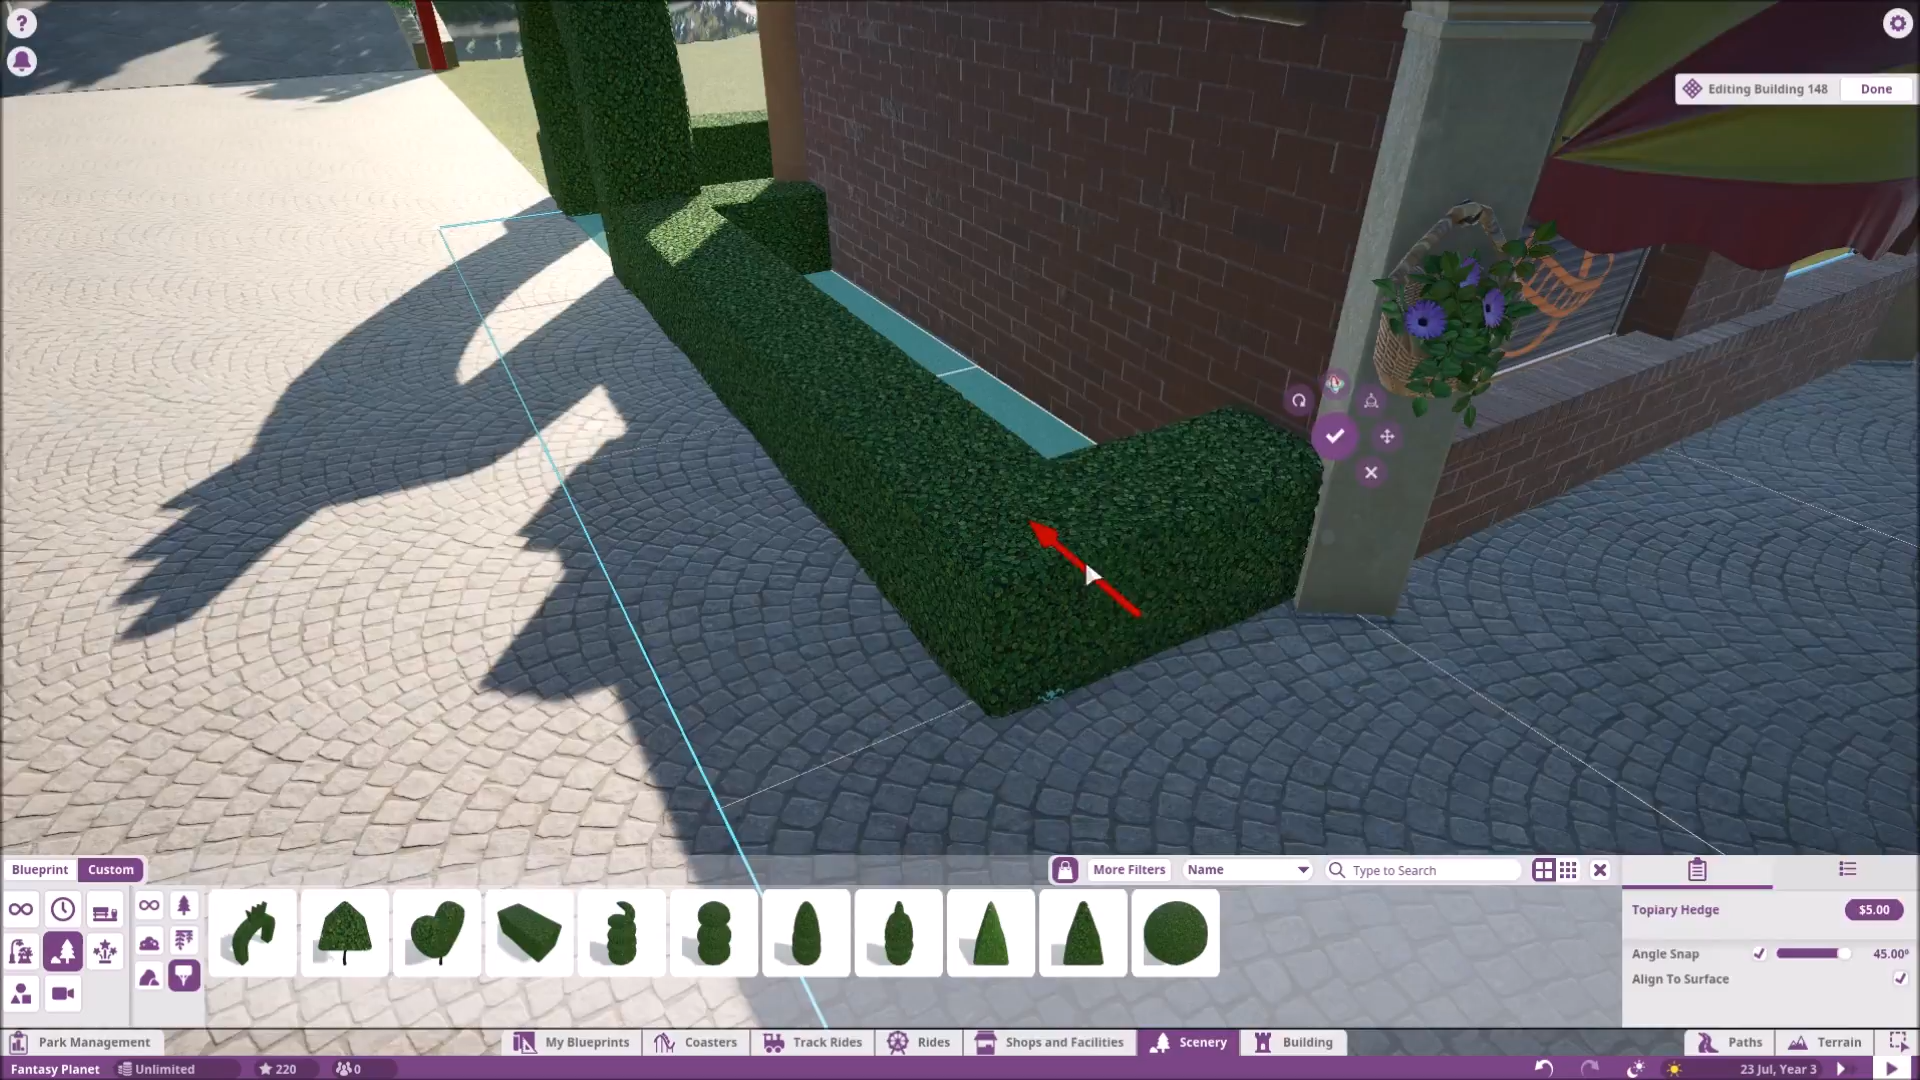 ?
Editing Building 148 Done
Blueprint Custom
More Filters Name Type to Search
Topiary Hedge $5.00
Angle Snap 45.00°
Align To Surface
Park Management My Blueprints Coasters Track Rides Rides Shops and Facilities Scenery Building Paths Terrain
Fantasy Planet Unlimited 220 0 23 Jul, Year 3